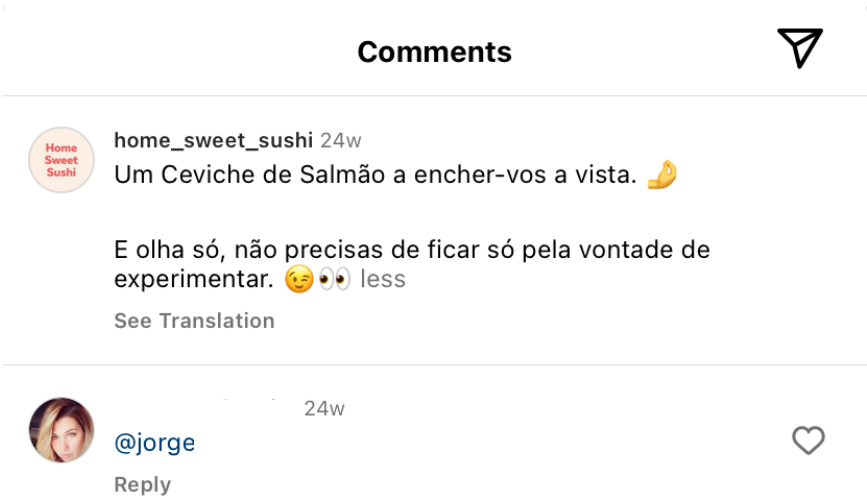 Comments
Home
Sweet
Sushi
home_sweet_sushi 24w
Um Ceviche de Salmão a encher-vos a vista. 🤌
E olha só, não precisas de ficar só pela vontade de
experimentar. 😉👀 less
See Translation
24w
@jorge
Reply